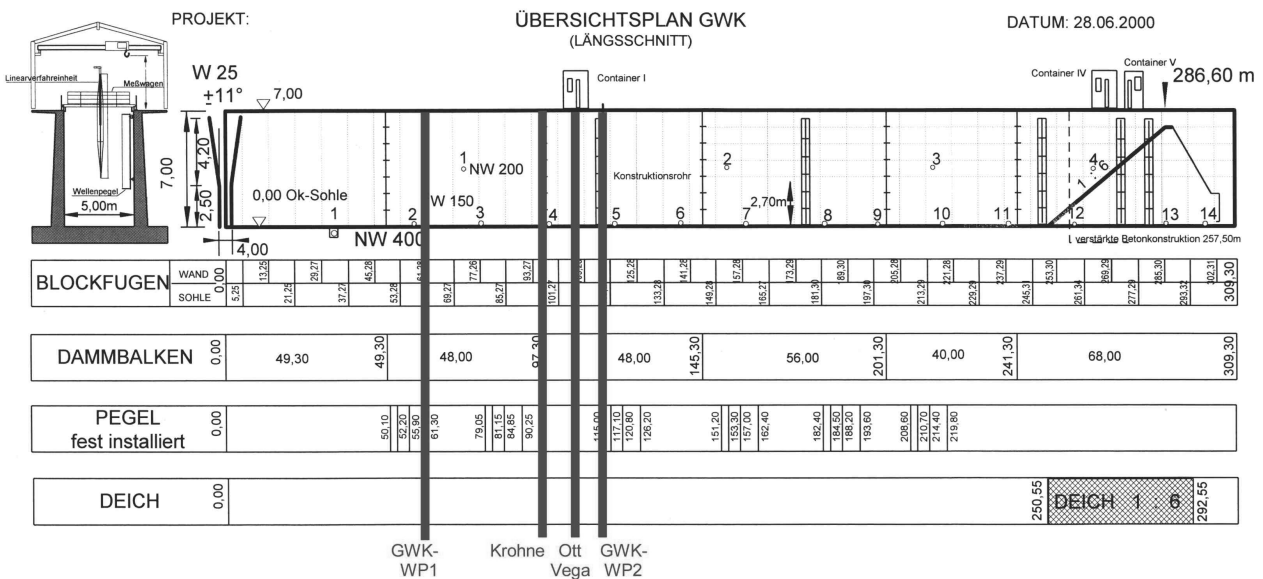 PROJEKT:
ÜBERSICHTSPLAN GWK
(LÄNGSSCHNITT)
DATUM: 28.06.2000
Linearverfahreinheit
Meßwagen
Wellenpegel
5,00m
W 25
±11°
7,00
7,00
4,20
2,50
4,00
0,00 Ok-Sohle
Container I
Container IV
Container V
286,60 m
1 NW 200
2
3
4
1 : 6
W 150
Konstruktionsrohr
2,70m
1 2 3 4 5 6 7 8 9 10 11 12 13 14
NW 400
verstärkte Betonkonstruktion 257,50m
BLOCKFUGEN
WAND
SOHLE
0,00
13,25 29,27 45,28 61,28 77,26 93,27 125,28 141,28 157,28 173,29 189,30 205,28 221,28 237,29 253,30 269,29 285,30 302,31
5,25 21,25 37,27 53,28 69,27 85,27 101,27 133,28 149,28 165,27 181,30 197,30 213,29 229,29 245,31 261,34 277,29 293,32
309,30
DAMMBALKEN 0,00 49,30 49,30 48,00 97,30 48,00 145,30 56,00 201,30 40,00 241,30 68,00 309,30
PEGEL
fest installiert
0,00 50,10 52,20 55,90 61,30 79,05 81,15 84,85 90,25 115,00 117,10 120,80 126,20 151,20 153,30 157,00 162,40 182,40 184,50 188,20 193,60 208,60 210,70 214,40 219,80
DEICH 0,00 250,55 DEICH 1 : 6 292,55
GWK-
WP1
Krohne
Ott
Vega
GWK-
WP2